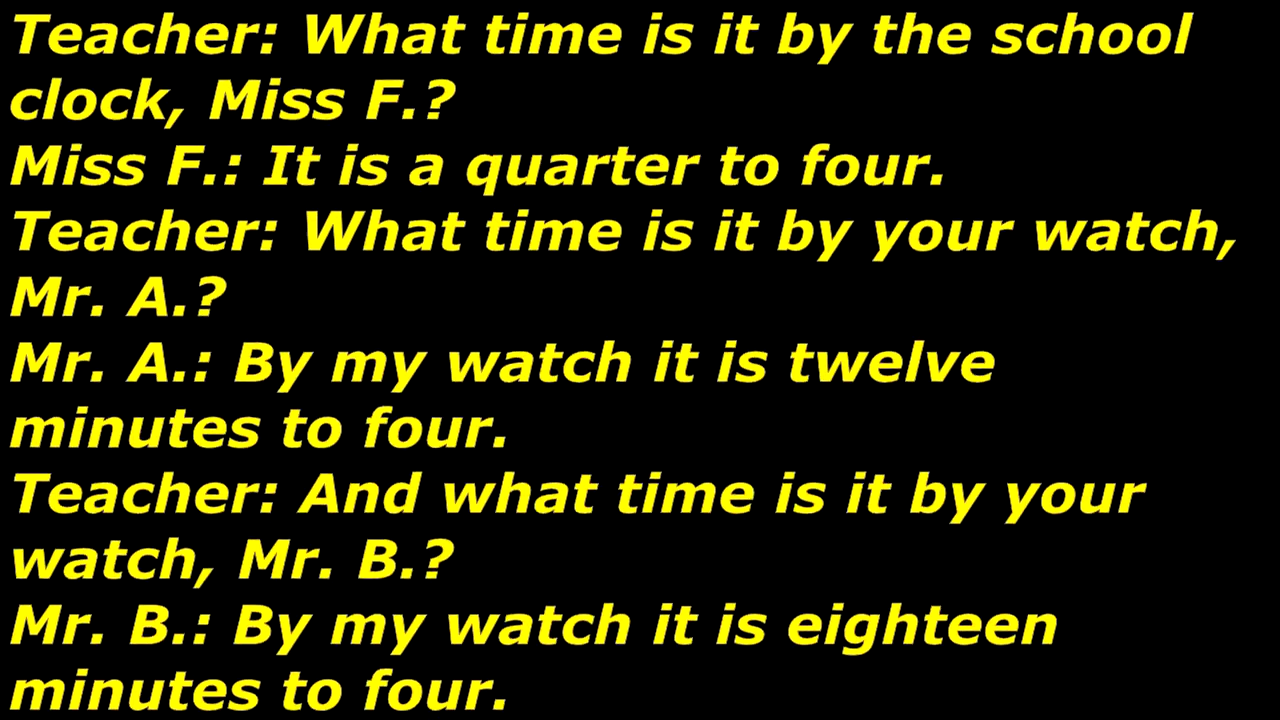 Teacher: What time is it by the school
clock, Miss F.?
Miss F.: It is a quarter to four.
Teacher: What time is it by your watch,
Mr. A.?
Mr. A.: By my watch it is twelve
minutes to four.
Teacher: And what time is it by your
watch, Mr. B.?
Mr. B.: By my watch it is eighteen
minutes to four.